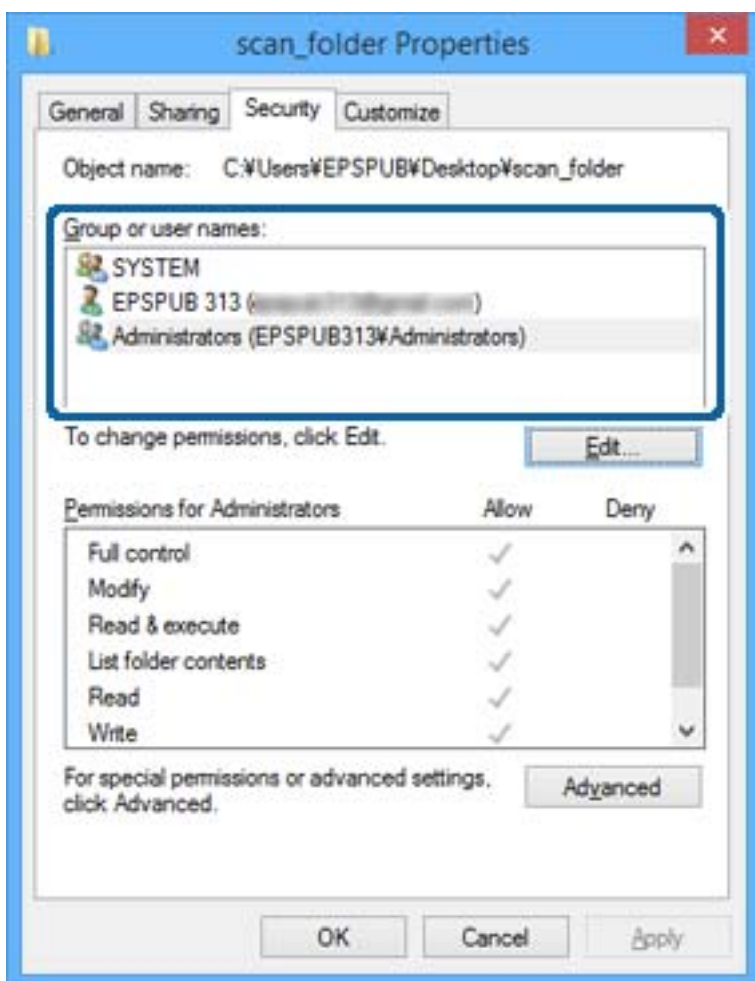 scan_folder Properties
General Sharing Security Customize
Object name: C:¥Users¥EPSPUB¥Desktop¥scan_folder
Group or user names:
SYSTEM
EPSPUB 313 ( )
Administrators (EPSPUB313¥Administrators)
To change permissions, click Edit.
Edit...
Permissions for Administrators Allow Deny
Full control
Modify
Read & execute
List folder contents
Read
Write
For special permissions or advanced settings,
click Advanced.
Advanced
OK Cancel Apply